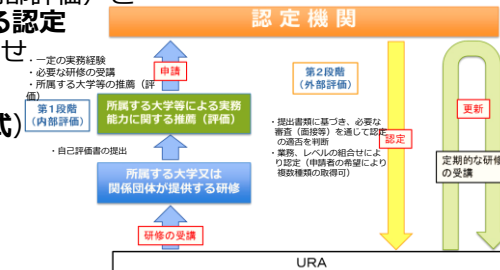 部評価）と
る認定
せ
式)
認定機関
・一定の実務経験
・必要な研修の受講
・所属する大学等の推薦（評
価）
申請
第1段階
（内部評価）
所属する大学等による実務
能力に関する推薦（評価）
・自己評価書の提出
所属する大学又は
関係団体が提供する研修
研修の受講
第2段階
（外部評価）
・提出書類に基づき、必要な
審査（面接等）を通じて認定
の適否を判断
・業務、レベルの組合せによ
り認定（申請者の希望により
複数種類の取得可）
認定
更新
定期的な研修
の受講
URA